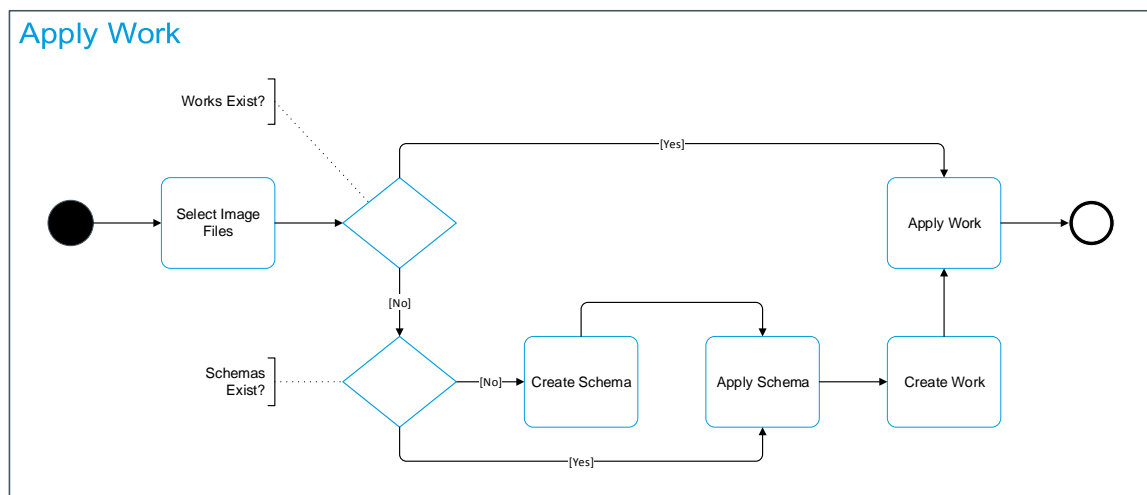 Apply Work
Works Exist?
[Yes]
Select Image
Files
Apply Work
[No]
Schemas
Exist?
[No]
Create Schema
Apply Schema
Create Work
[Yes]